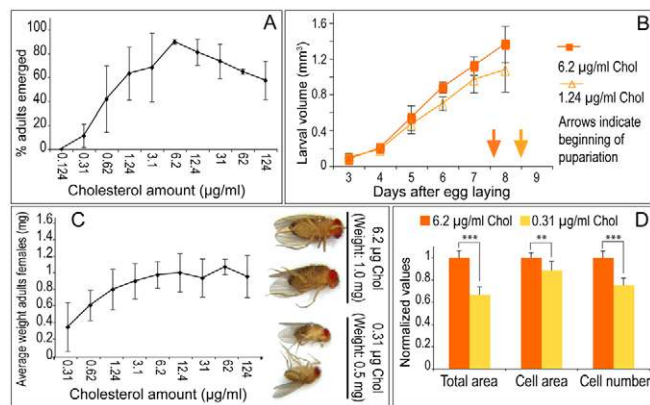 A
% adults emerged
100
80
60
40
20
0
0.124
0.31
0.62
1.24
3.1
6.2
12.4
31
62
124
Cholesterol amount (µg/ml)
B
Larval volume (mm³)
1.6
1.2
0.8
0.4
0
3 4 5 6 7 8 9
Days after egg laying
6.2 µg/ml Chol
1.24 µg/ml Chol
Arrows indicate
beginning of
pupariation
C
Average weight adults females (mg)
2.0
1.8
1.6
1.4
1.2
1
0.8
0.6
0.4
0.2
0
0.31
0.62
1.24
3.1
6.2
12.4
31
62
124
Cholesterol amount (µg/ml)
6.2 µg Chol
(Weight: 1.0 mg)
0.31 µg Chol
(Weight: 0.5 mg)
D
6.2 µg/ml Chol 0.31 µg/ml Chol
Normalized values
1.25
1
0.75
0.50
0.25
0
*** ** ***
Total area Cell area Cell number